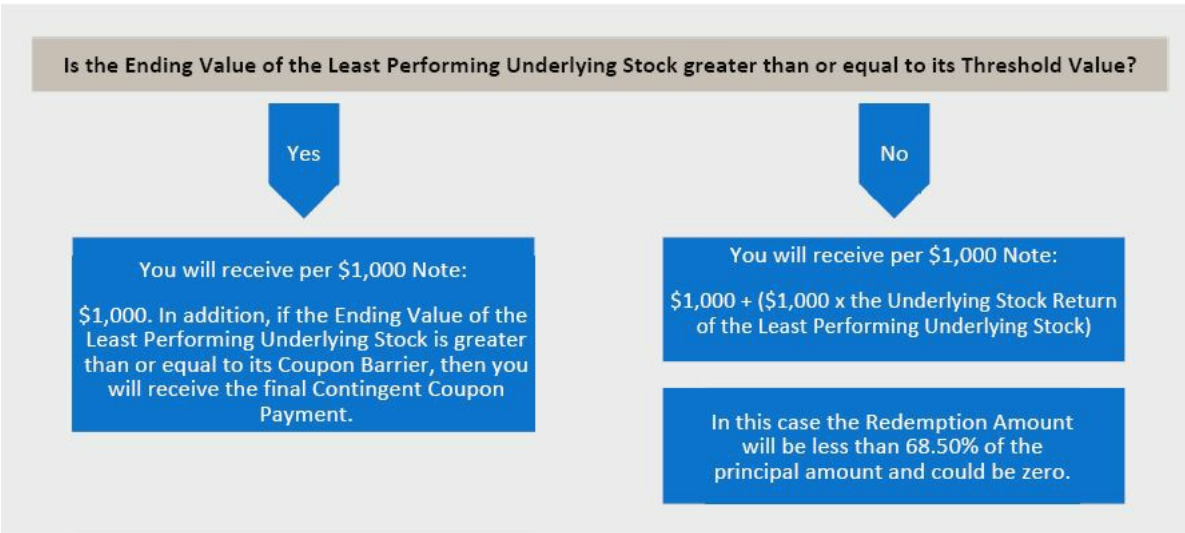 Is the Ending Value of the Least Performing Underlying Stock greater than or equal to its Threshold Value?
Yes
No
You will receive per $1,000 Note:
$1,000. In addition, if the Ending Value of the
Least Performing Underlying Stock is greater
than or equal to its Coupon Barrier, then you
will receive the final Contingent Coupon
Payment.
You will receive per $1,000 Note:
$1,000 + ($1,000 x the Underlying Stock Return
of the Least Performing Underlying Stock)
In this case the Redemption Amount
will be less than 68.50% of the
principal amount and could be zero.